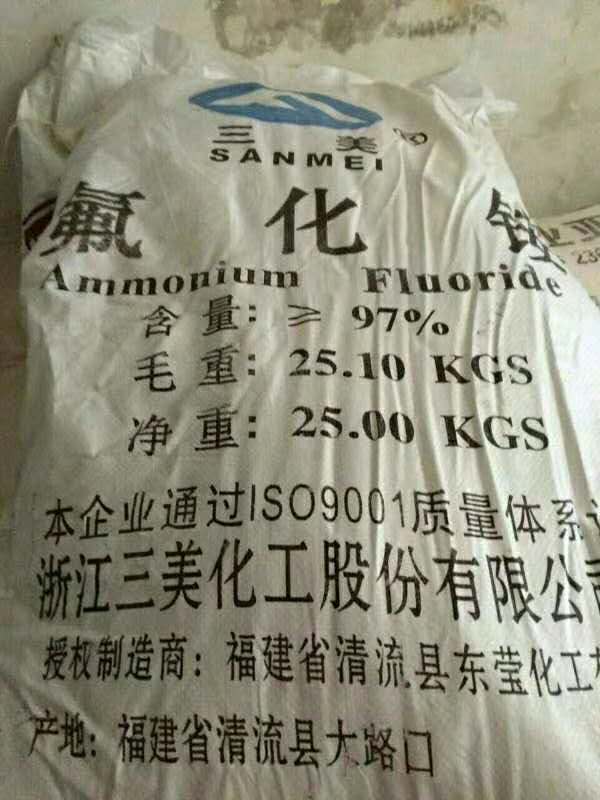 三美®
SANMEI
氟化铵
Ammonium Fluoride
含量: ≥ 97%
毛重: 25.10 KGS
净重: 25.00 KGS
本企业通过ISO9001质量体系
浙江三美化工股份有限公司
授权制造商: 福建省清流县东莹化工
产地: 福建省清流县大路口